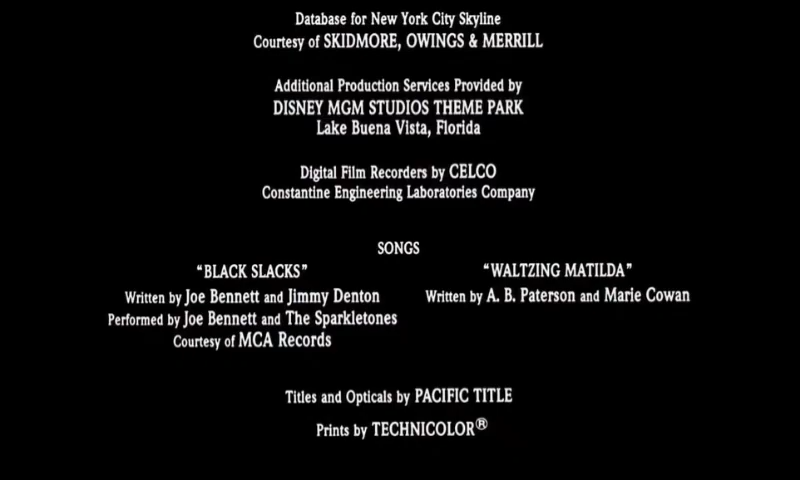 Database for New York City Skyline
Courtesy of SKIDMORE, OWINGS & MERRILL
Additional Production Services Provided by
DISNEY MGM STUDIOS THEME PARK
Lake Buena Vista, Florida
Digital Film Recorders by CELCO
Constantine Engineering Laboratories Company
SONGS
“BLACK SLACKS”
Written by Joe Bennett and Jimmy Denton
Performed by Joe Bennett and The Sparkletones
Courtesy of MCA Records
“WALTZING MATILDA”
Written by A. B. Paterson and Marie Cowan
Titles and Opticals by PACIFIC TITLE
Prints by TECHNICOLOR®